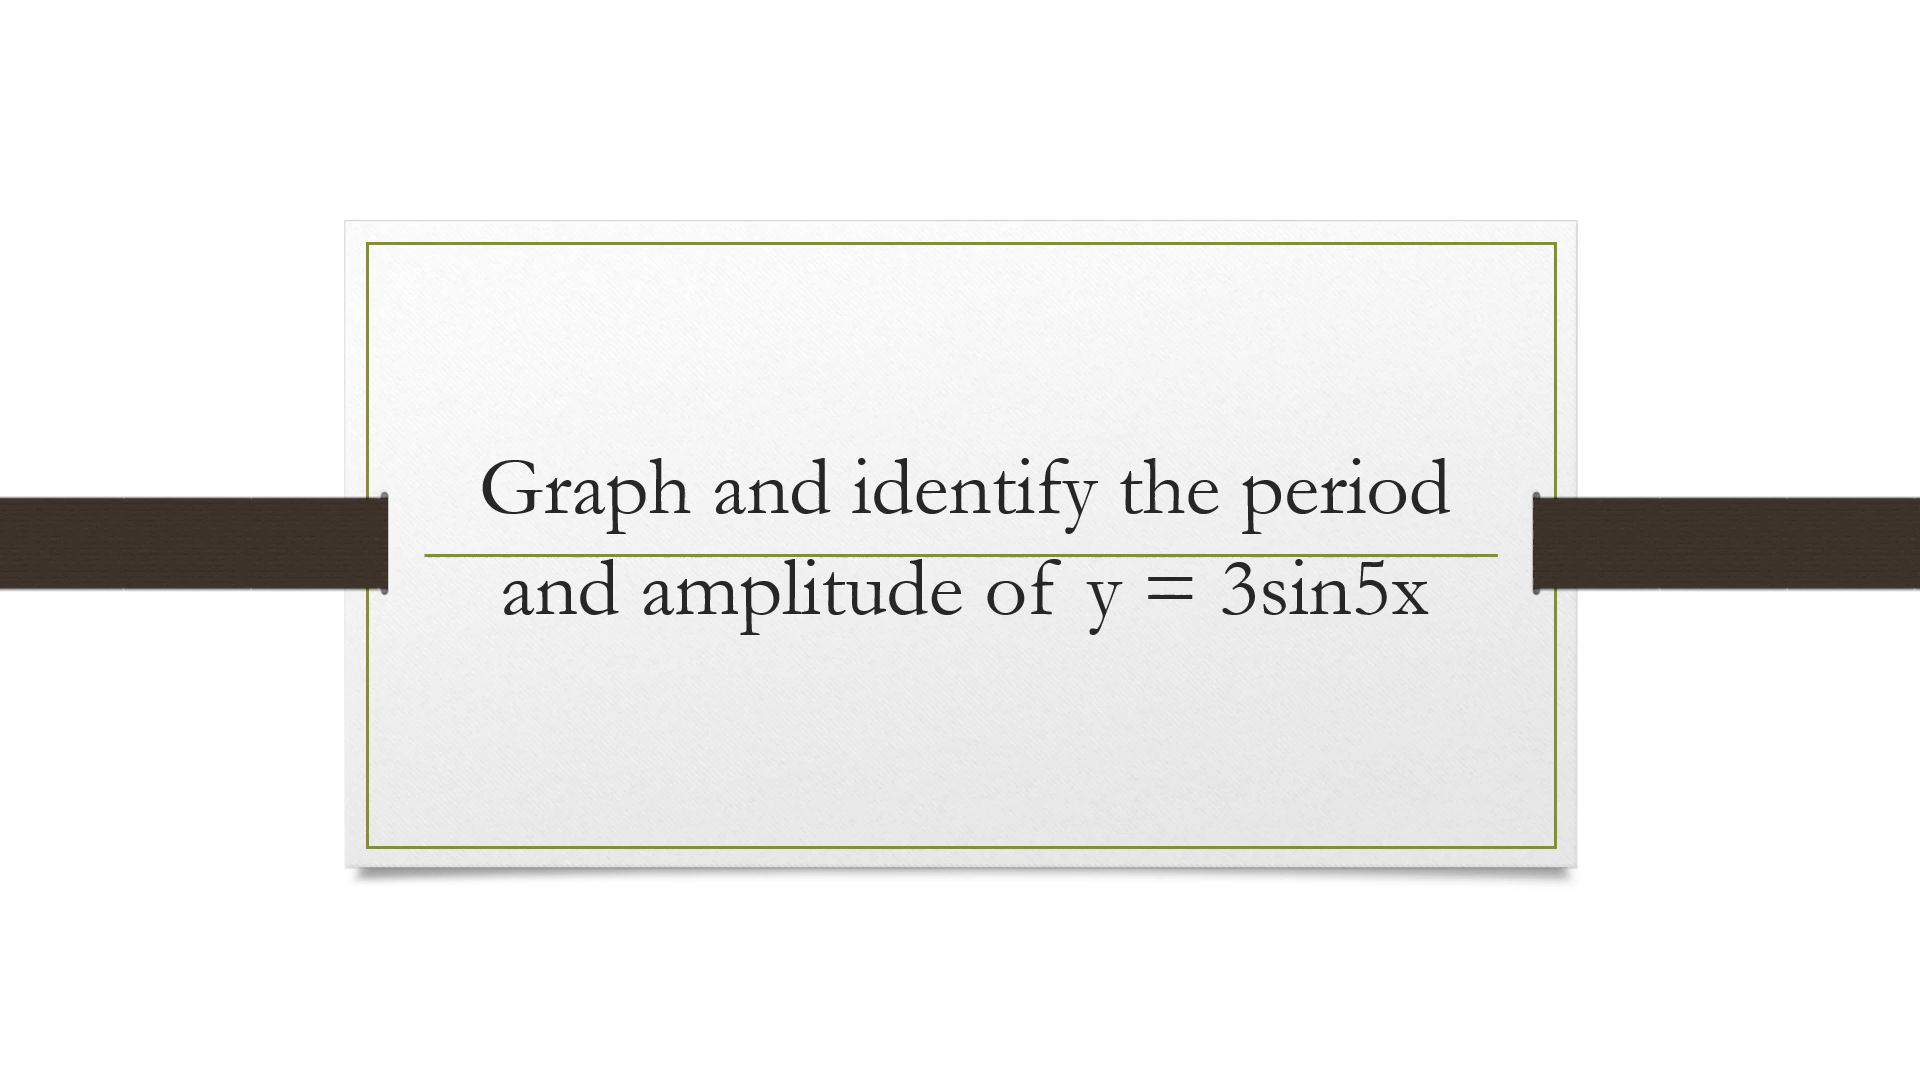 Graph and identify the period
and amplitude of y = 3sin5x